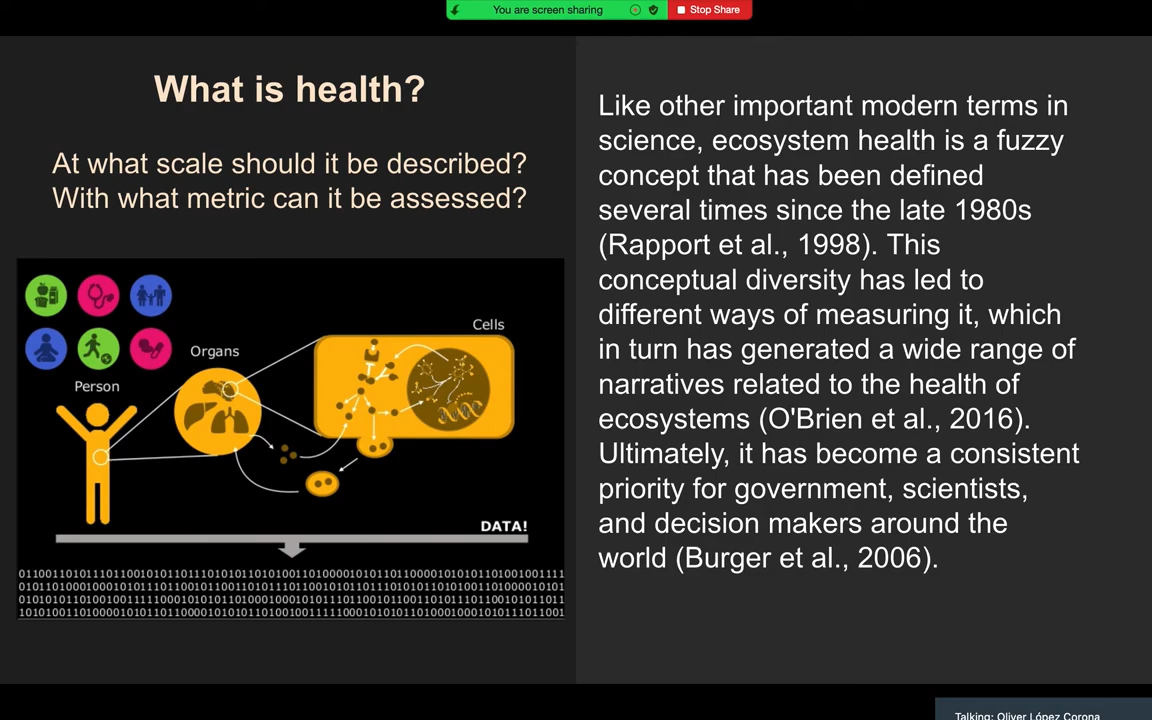 You are screen sharing
Stop Share
What is health?
At what scale should it be described?
With what metric can it be assessed?
Cells
Organs
Person
DATA!
Like other important modern terms in
science, ecosystem health is a fuzzy
concept that has been defined
several times since the late 1980s
(Rapport et al., 1998). This
conceptual diversity has led to
different ways of measuring it, which
in turn has generated a wide range of
narratives related to the health of
ecosystems (O'Brien et al., 2016).
Ultimately, it has become a consistent
priority for government, scientists,
and decision makers around the
world (Burger et al., 2006).
Talking: Oliver López Corona